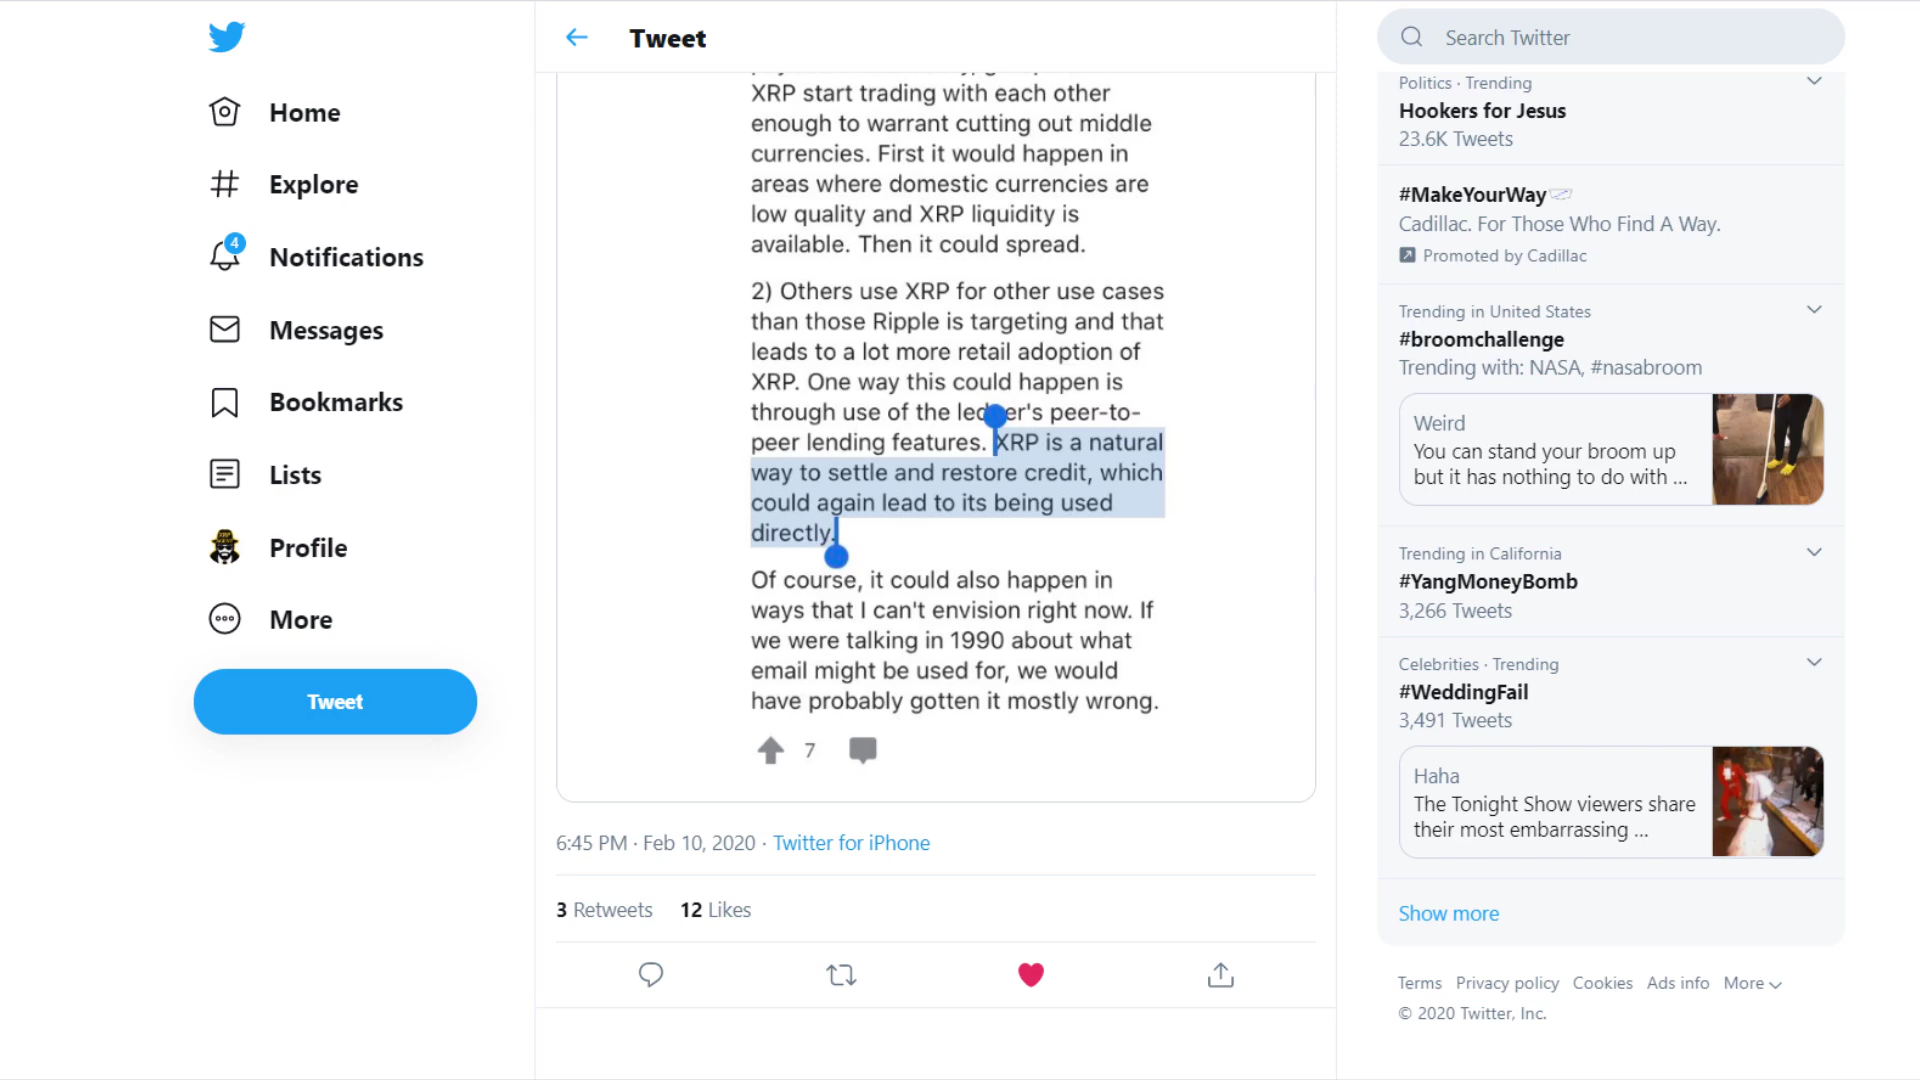 Home
Explore
4
Notifications
Messages
Bookmarks
Lists
Profile
More
Tweet
Tweet
XRP start trading with each other
enough to warrant cutting out middle
currencies. First it would happen in
areas where domestic currencies are
low quality and XRP liquidity is
available. Then it could spread.
2) Others use XRP for other use cases
than those Ripple is targeting and that
leads to a lot more retail adoption of
XRP. One way this could happen is
through use of the ledger's peer-to-
peer lending features. XRP is a natural
way to settle and restore credit, which
could again lead to its being used
directly.
Of course, it could also happen in
ways that I can't envision right now. If
we were talking in 1990 about what
email might be used for, we would
have probably gotten it mostly wrong.
7
6:45 PM · Feb 10, 2020 · Twitter for iPhone
3 Retweets 12 Likes
Search Twitter
Politics · Trending
Hookers for Jesus
23.6K Tweets
#MakeYourWay
Cadillac. For Those Who Find A Way.
Promoted by Cadillac
Trending in United States
#broomchallenge
Trending with: NASA, #nasabroom
Weird
You can stand your broom up
but it has nothing to do with ...
Trending in California
#YangMoneyBomb
3,266 Tweets
Celebrities · Trending
#WeddingFail
3,491 Tweets
Haha
The Tonight Show viewers share
their most embarrassing ...
Show more
Terms Privacy policy Cookies Ads info More
© 2020 Twitter, Inc.